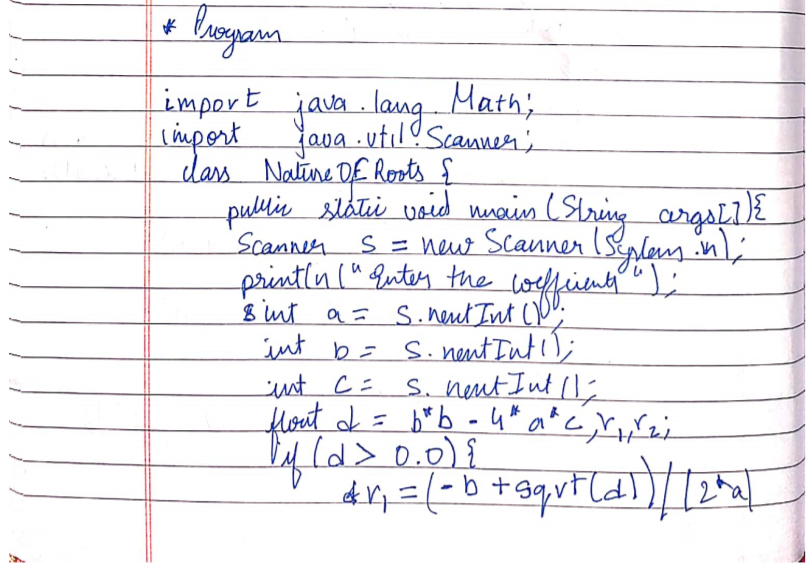 * Program
import java.lang.Math;
import java.util.Scanner;
class NatureOfRoots {
public static void main (String args[]){
Scanner s = new Scanner (System.in);
println ("Enter the coefficients");
int a = s.nextInt();
int b = s.nextInt();
int c = s.nextInt();
float d = b*b - 4*a*c, r1, r2;
if (d > 0.0) {
r1 = (-b + sqrt(d))/(2*a)